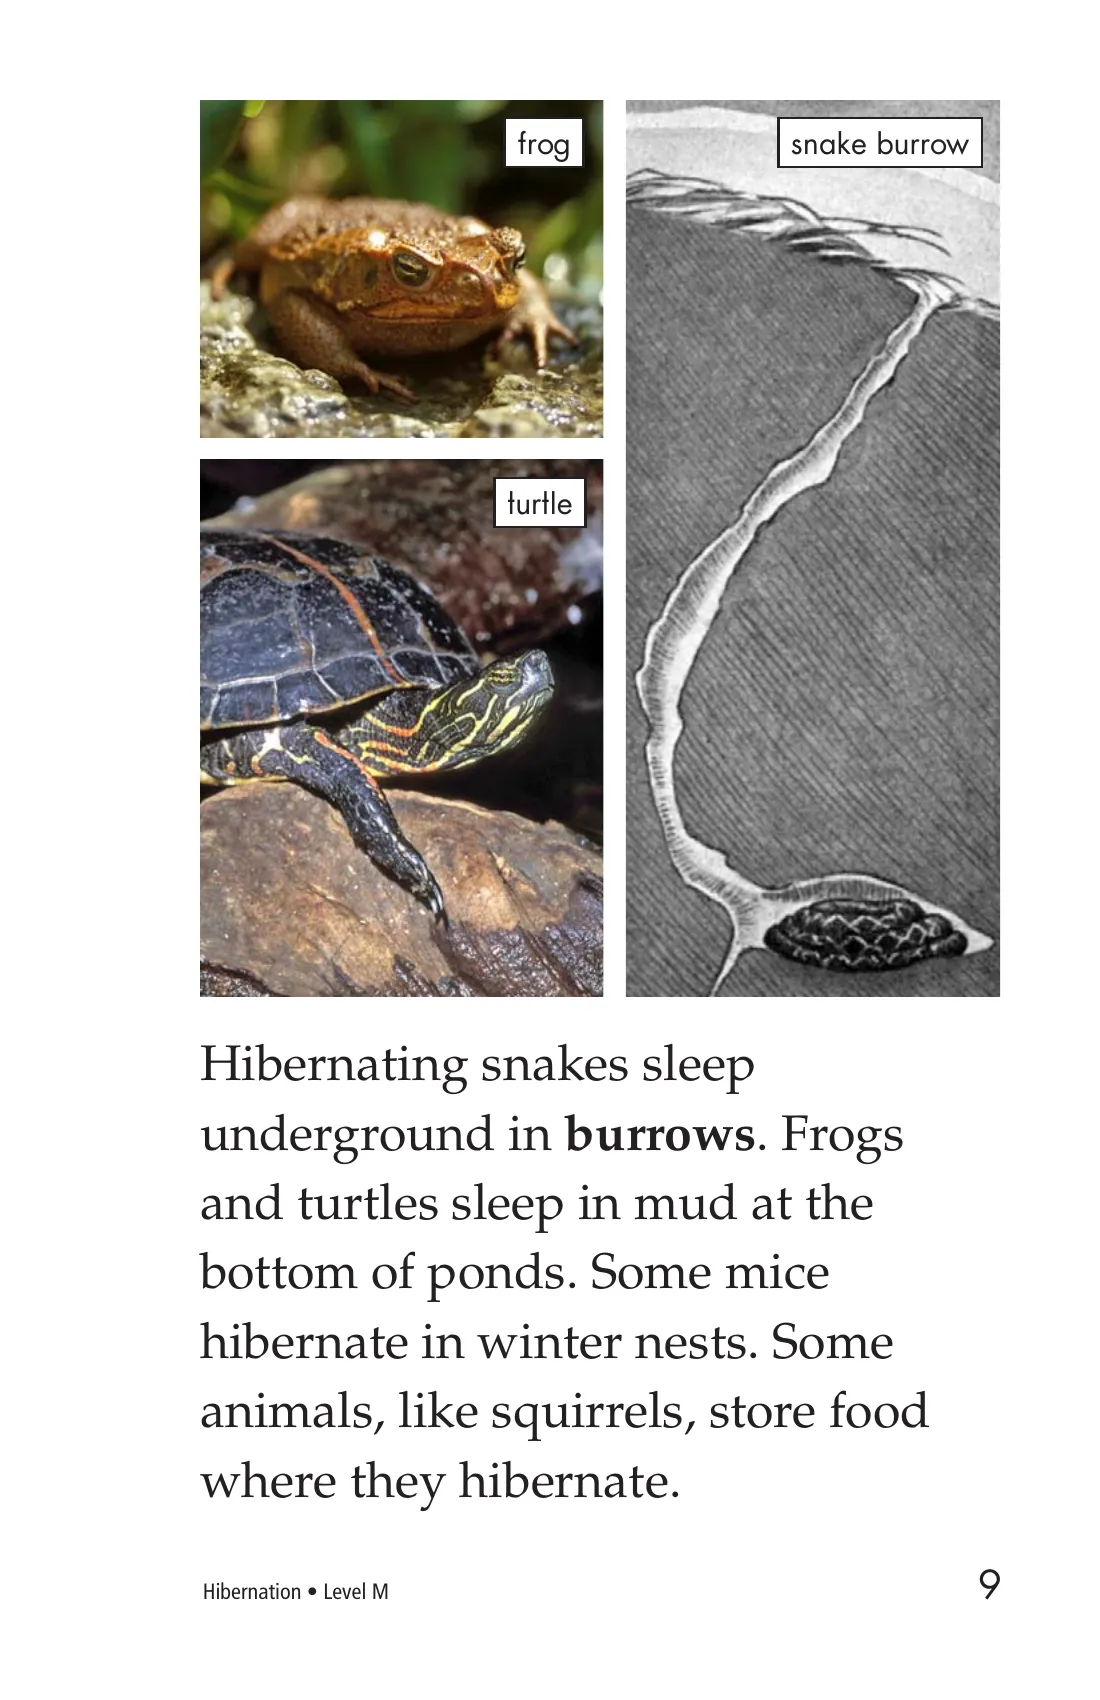 frog
snake burrow
turtle
Hibernating snakes sleep
underground in burrows. Frogs
and turtles sleep in mud at the
bottom of ponds. Some mice
hibernate in winter nests. Some
animals, like squirrels, store food
where they hibernate.
Hibernation • Level M
9